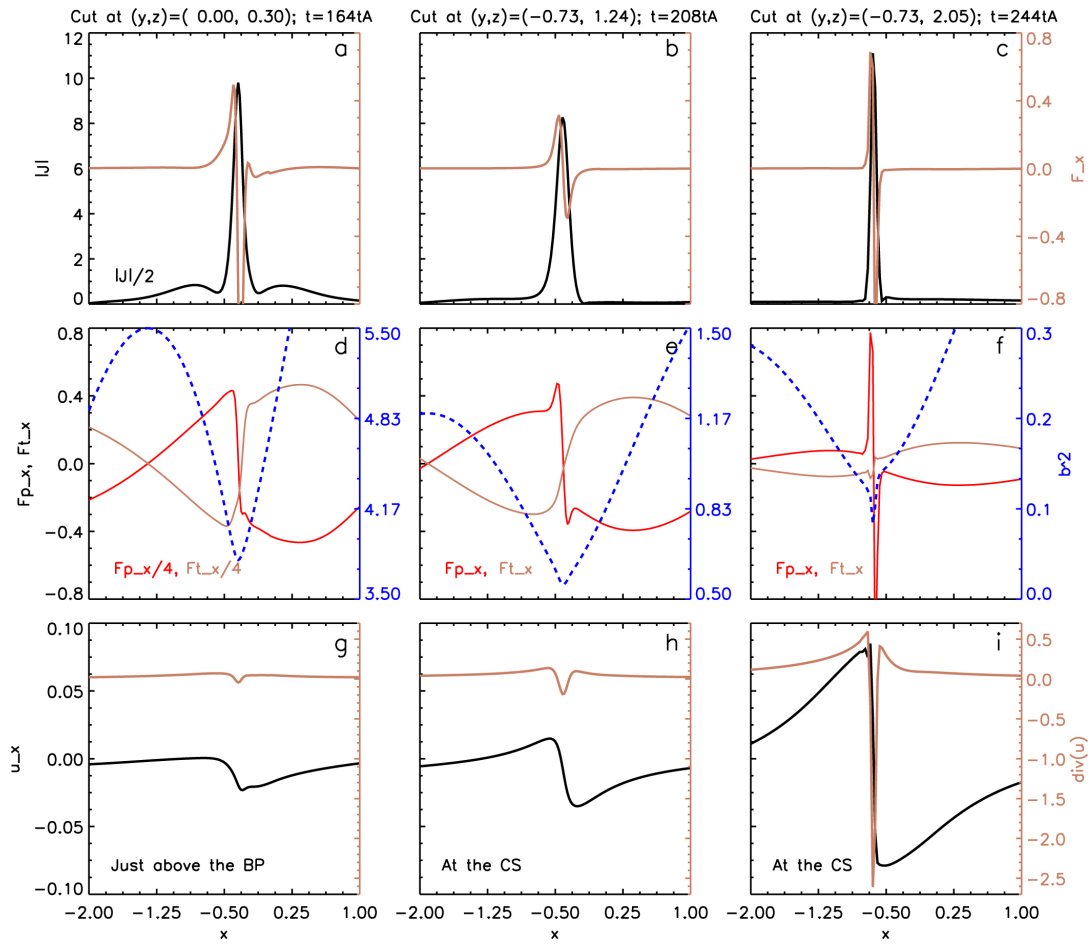 Cut at (y,z)=( 0.00, 0.30); t=164tA
Cut at (y,z)=(−0.73, 1.24); t=208tA
Cut at (y,z)=(−0.73, 2.05); t=244tA
12
10
8
6
4
2
0
|J|
a
|J|/2
b
c
0.8
0.4
0.0
−0.4
−0.8
F_x
0.8
0.4
0.0
−0.4
−0.8
Fp_x, Ft_x
d
Fp_x/4, Ft_x/4
5.50
4.83
4.17
3.50
e
Fp_x, Ft_x
1.50
1.17
0.83
0.50
f
Fp_x, Ft_x
0.3
0.2
0.1
0.0
b^2
0.10
0.05
0.00
−0.05
−0.10
u_x
g
Just above the BP
h
At the CS
i
At the CS
0.5
0.0
−0.5
−1.0
−1.5
−2.0
−2.5
div(u)
−2.00 −1.25 −0.50 0.25 1.00
−2.00 −1.25 −0.50 0.25 1.00
−2.00 −1.25 −0.50 0.25 1.00
x
x
x